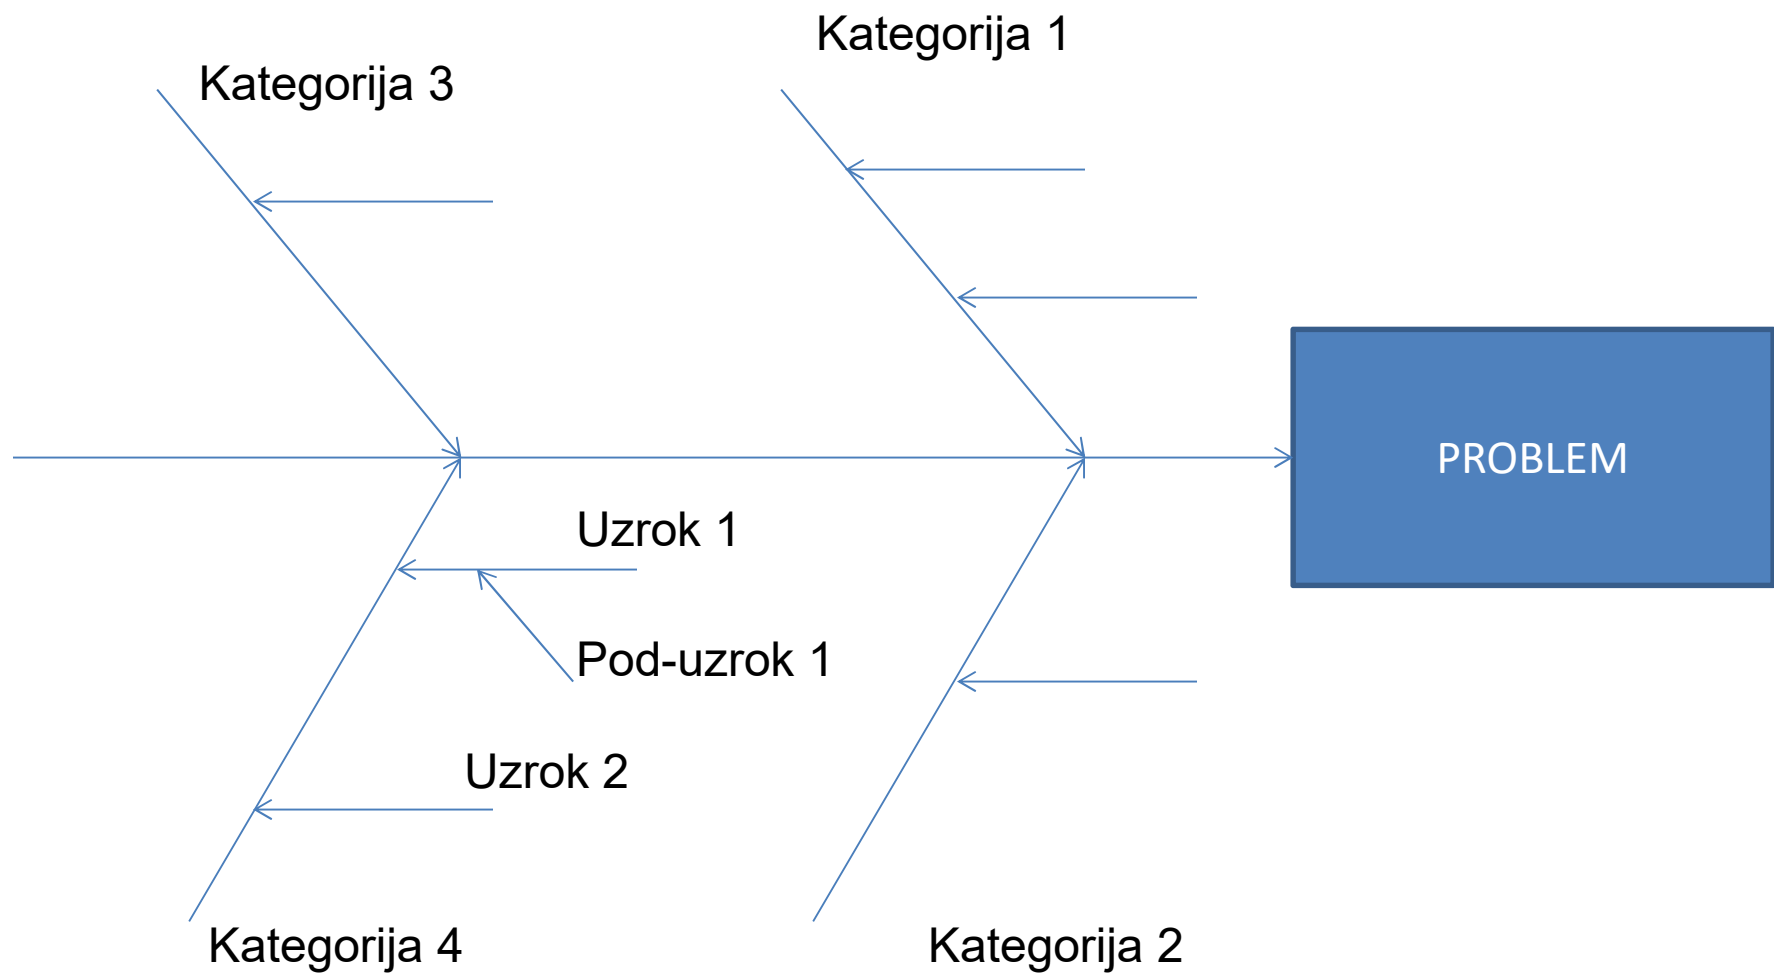 Kategorija 1
Kategorija 3
PROBLEM
Uzrok 1
Pod-uzrok 1
Uzrok 2
Kategorija 4
Kategorija 2